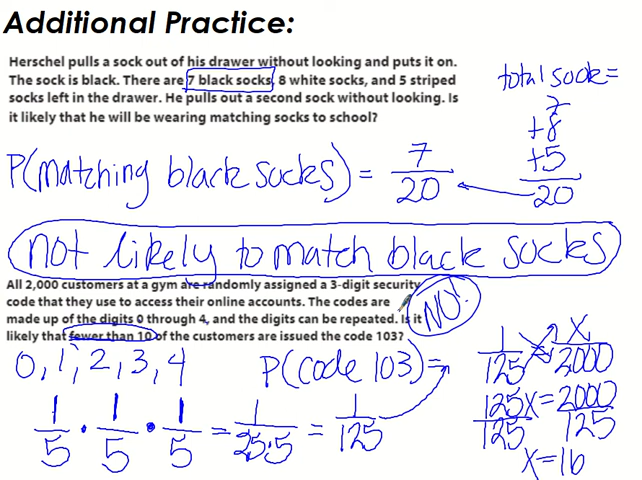 Additional Practice:
Herschel pulls a sock out of his drawer without looking and puts it on.
The sock is black. There are 7 black socks, 8 white socks, and 5 striped
socks left in the drawer. He pulls out a second sock without looking. Is
it likely that he will be wearing matching socks to school?
total sock=
7
+8
+5
20
P(matching black socks) = 7/20
not likely to match black socks
All 2,000 customers at a gym are randomly assigned a 3-digit security
code that they use to access their online accounts. The codes are
made up of the digits 0 through 4, and the digits can be repeated. Is it
likely that fewer than 10 of the customers are issued the code 103?
NO!
0, 1, 2, 3, 4
P(code 103)=
1/5 · 1/5 · 1/5 = 1/25·5 = 1/125
1/125 = x/2000
125x/125 = 2000/125
x=16